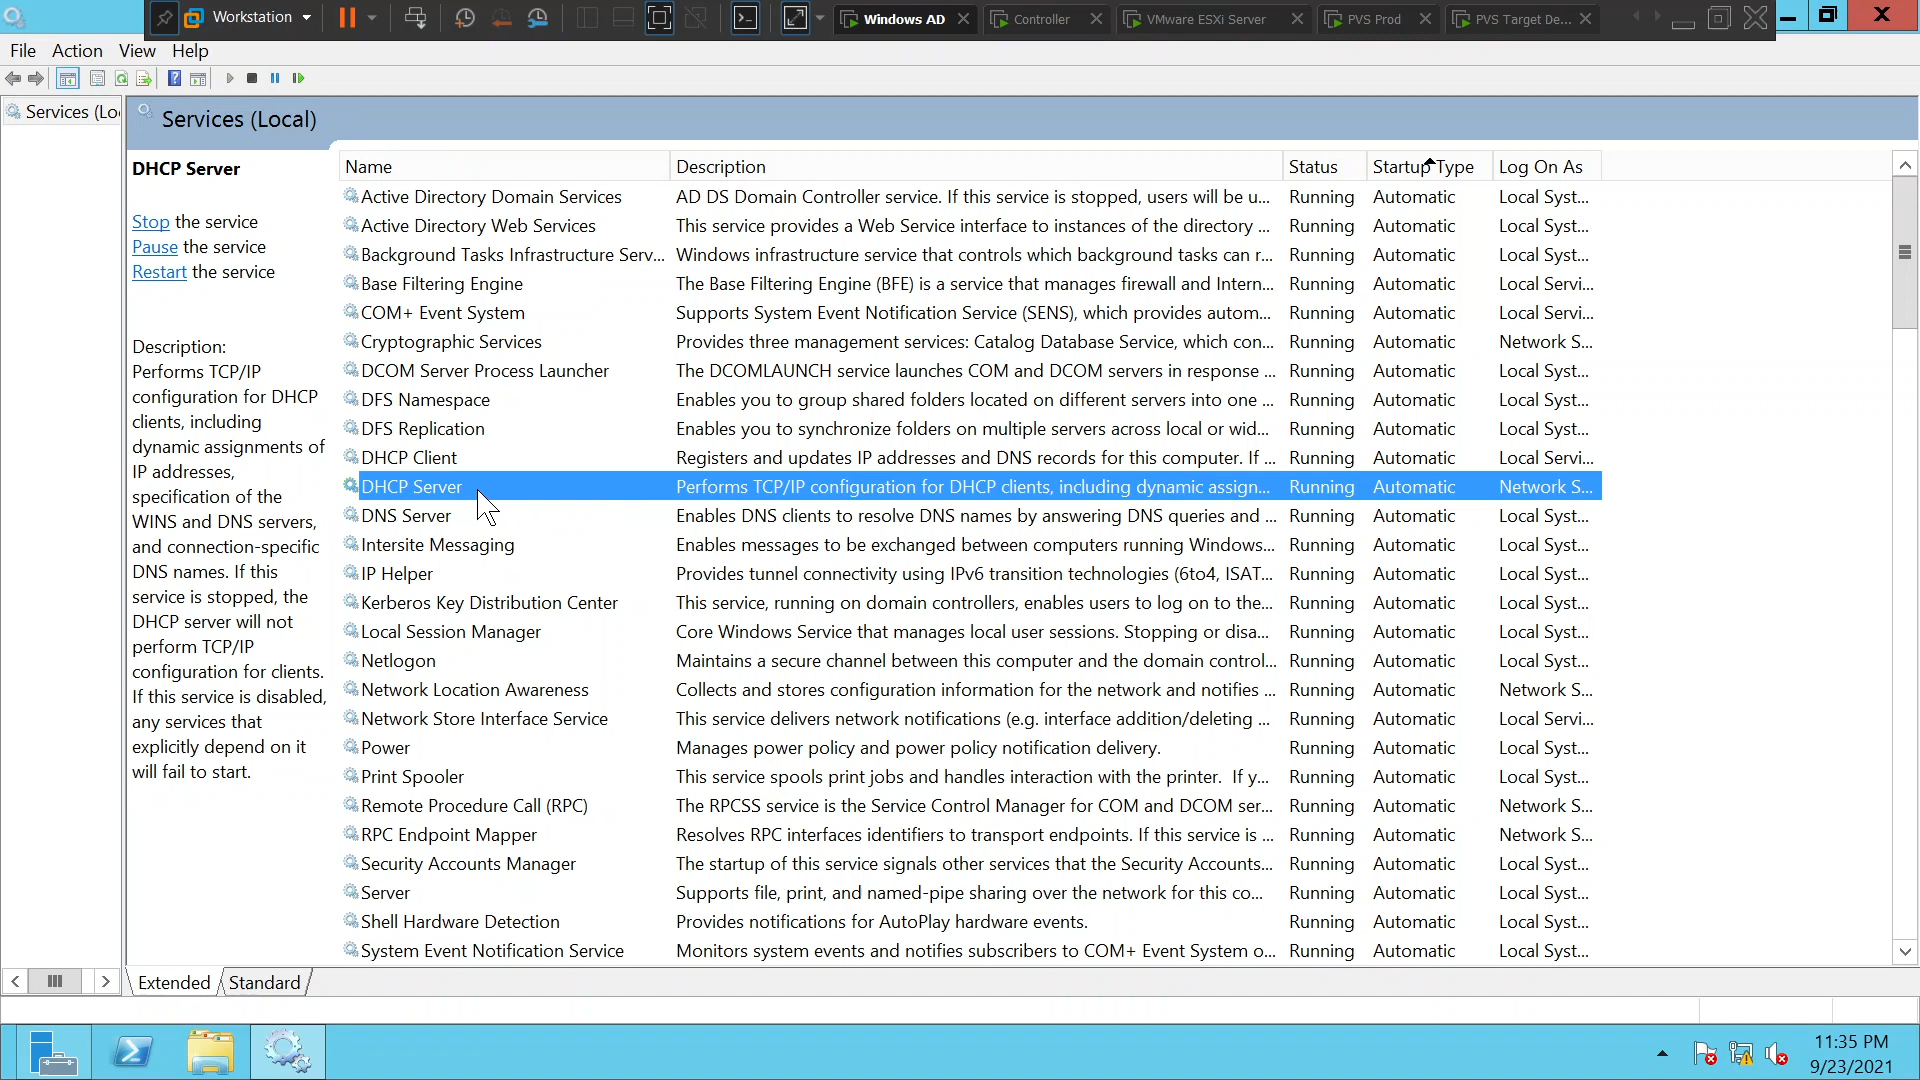 Workstation
Windows AD
Controller
VMware ESXi Server
PVS Prod
PVS Target De...
File Action View Help
Services (Loc
Services (Local)
DHCP Server
Stop the service
Pause the service
Restart the service
Description:
Performs TCP/IP
configuration for DHCP
clients, including
dynamic assignments of
IP addresses,
specification of the
WINS and DNS servers,
and connection-specific
DNS names. If this
service is stopped, the
DHCP server will not
perform TCP/IP
configuration for clients.
If this service is disabled,
any services that
explicitly depend on it
will fail to start.
Name Description Status Startup Type Log On As
Active Directory Domain Services AD DS Domain Controller service. If this service is stopped, users will be u... Running Automatic Local Syst...
Active Directory Web Services This service provides a Web Service interface to instances of the directory ... Running Automatic Local Syst...
Background Tasks Infrastructure Serv... Windows infrastructure service that controls which background tasks can r... Running Automatic Local Syst...
Base Filtering Engine The Base Filtering Engine (BFE) is a service that manages firewall and Intern... Running Automatic Local Servi...
COM+ Event System Supports System Event Notification Service (SENS), which provides autom... Running Automatic Local Servi...
Cryptographic Services Provides three management services: Catalog Database Service, which con... Running Automatic Network S...
DCOM Server Process Launcher The DCOMLAUNCH service launches COM and DCOM servers in response ... Running Automatic Local Syst...
DFS Namespace Enables you to group shared folders located on different servers into one ... Running Automatic Local Syst...
DFS Replication Enables you to synchronize folders on multiple servers across local or wid... Running Automatic Local Syst...
DHCP Client Registers and updates IP addresses and DNS records for this computer. If ... Running Automatic Local Servi...
DHCP Server Performs TCP/IP configuration for DHCP clients, including dynamic assign... Running Automatic Network S...
DNS Server Enables DNS clients to resolve DNS names by answering DNS queries and ... Running Automatic Local Syst...
Intersite Messaging Enables messages to be exchanged between computers running Windows... Running Automatic Local Syst...
IP Helper Provides tunnel connectivity using IPv6 transition technologies (6to4, ISAT... Running Automatic Local Syst...
Kerberos Key Distribution Center This service, running on domain controllers, enables users to log on to the... Running Automatic Local Syst...
Local Session Manager Core Windows Service that manages local user sessions. Stopping or disa... Running Automatic Local Syst...
Netlogon Maintains a secure channel between this computer and the domain control... Running Automatic Local Syst...
Network Location Awareness Collects and stores configuration information for the network and notifies ... Running Automatic Network S...
Network Store Interface Service This service delivers network notifications (e.g. interface addition/deleting ... Running Automatic Local Servi...
Power Manages power policy and power policy notification delivery. Running Automatic Local Syst...
Print Spooler This service spools print jobs and handles interaction with the printer. If y... Running Automatic Local Syst...
Remote Procedure Call (RPC) The RPCSS service is the Service Control Manager for COM and DCOM ser... Running Automatic Network S...
RPC Endpoint Mapper Resolves RPC interfaces identifiers to transport endpoints. If this service is ... Running Automatic Network S...
Security Accounts Manager The startup of this service signals other services that the Security Accounts... Running Automatic Local Syst...
Server Supports file, print, and named-pipe sharing over the network for this co... Running Automatic Local Syst...
Shell Hardware Detection Provides notifications for AutoPlay hardware events. Running Automatic Local Syst...
System Event Notification Service Monitors system events and notifies subscribers to COM+ Event System o... Running Automatic Local Syst...
Extended Standard
11:35 PM
9/23/2021